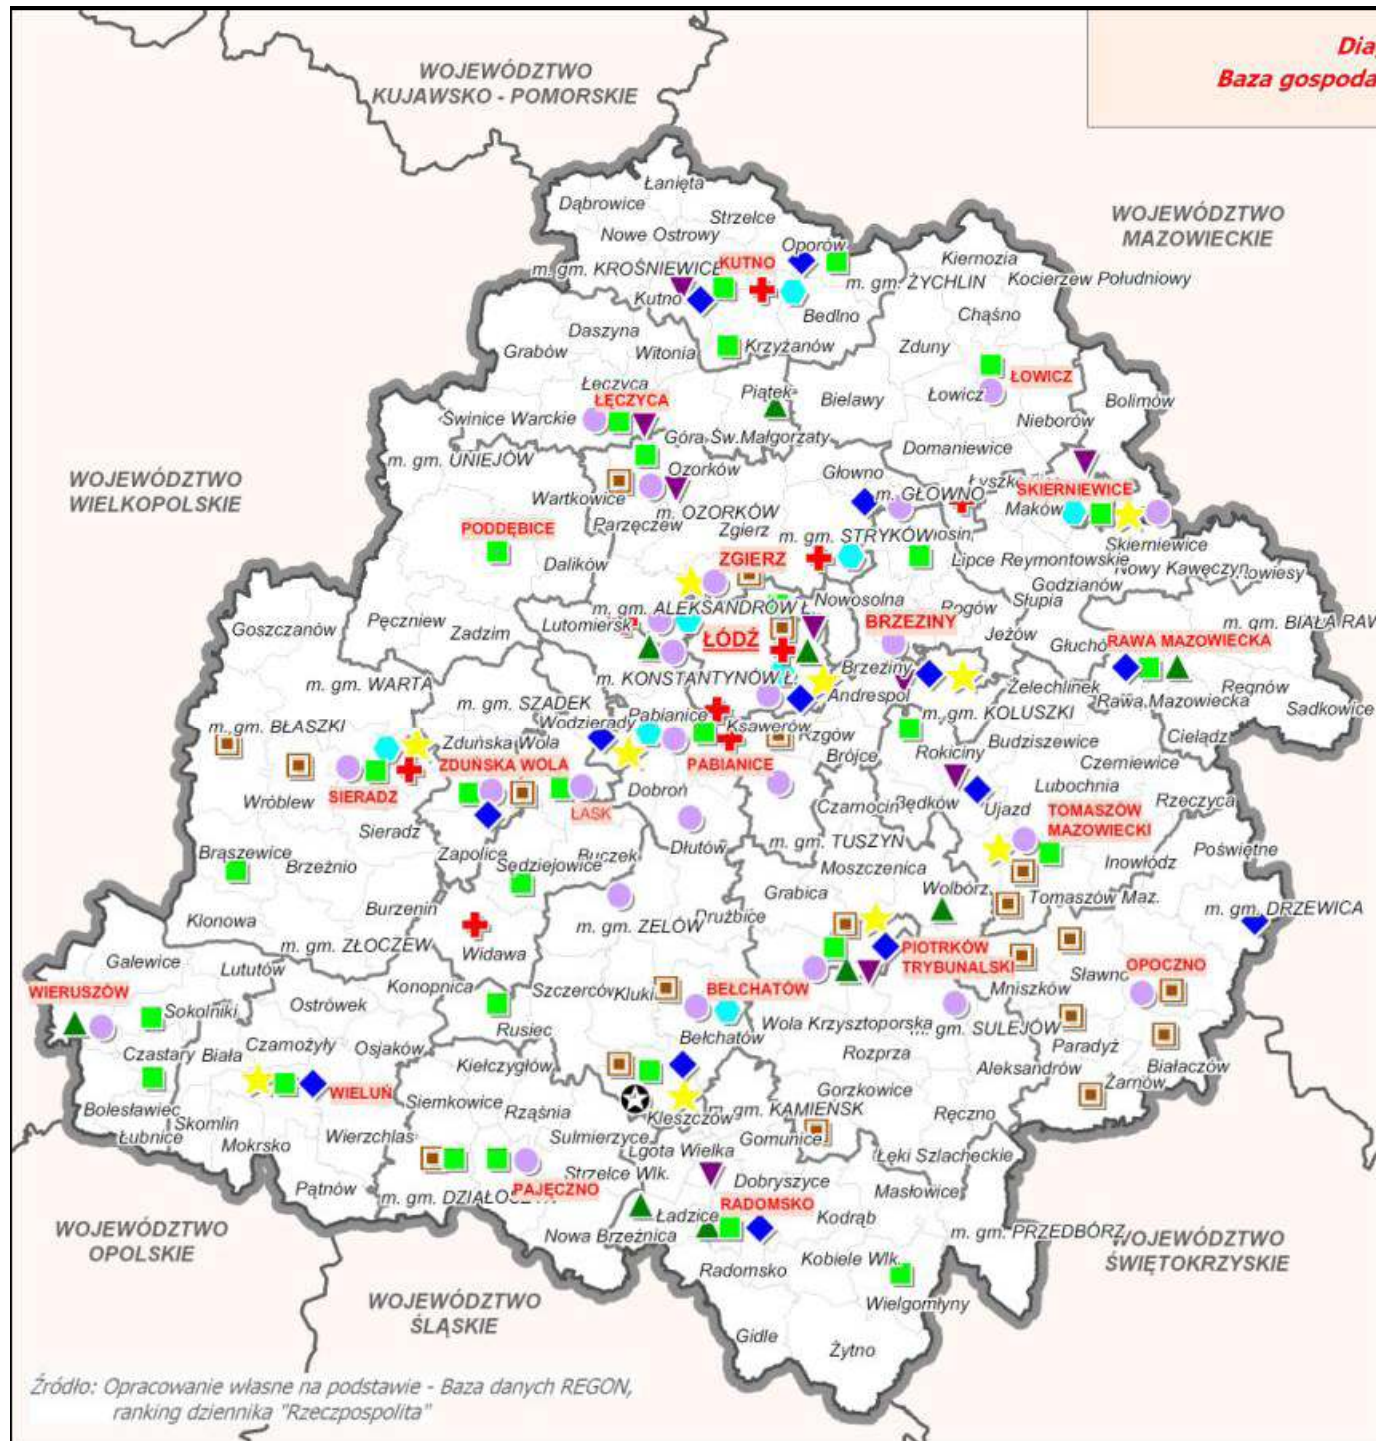 Dia
Baza gospoda
WOJEWÓDZTWO
KUJAWSKO - POMORSKIE
WOJEWÓDZTWO
MAZOWIECKIE
Łanięta
Dąbrowice
Strzelce
Nowe Ostrowy
Oporów
m. gm. KROŚNIEWICE
KUTNO
Kiernozia
Kocierzew Południowy
m. gm. ŻYCHLIN
Kutno
Bedlno
Chąśno
Daszyna
Grabów
Witonia
Krzyżanów
Zduny
Łęczyca
ŁĘCZYCA
Piątek
Bielawy
Łowicz
ŁOWICZ
Bolimów
Świnice Warckie
Nieborów
Góra Św.Małgorzaty
Domaniewice
m. gm. UNIEJÓW
WOJEWÓDZTWO
WIELKOPOLSKIE
Wartkowice
Ozorków
Głowno
m. GŁOWNO
SKIERNIEWICE
Maków
Parzęczew
m. OZORKÓW
Zgierz
m. gm. STRYKÓW
PODDĘBICE
Dalików
ZGIERZ
Lipce Reymontowskie
Skierniewice
Nowy Kawęczyn
Godzianów
Słupia
Goszczanów
Pęczniew
Zadzim
Lutomiersk
m. gm. ALEKSANDRÓW Ł.
Nowosolna
Rogów
BRZEZINY
Jeżów
m. gm. BIAŁA RAW
ŁÓDŹ
Głuchó
RAWA MAZOWIECKA
m. gm. WARTA
m. KONSTANTYNÓW Ł
Brzeziny
Andrespol
Żelechlinek
Rawa Mazowiecka
Regnów
Sadkowice
m. gm. SZADEK
Wodzierady
Pabianice
Ksawerów
m. gm. KOLUSZKI
Cielądz
m. gm. BŁASZKI
Zduńska Wola
Rzgów
Brójce
Rokiciny
Budziszewice
Czerniewice
ZDUŃSKA WOLA
PABIANICE
SIERADZ
Wróblew
ŁASK
Dobroń
Czarnocin
Będków
Ujazd
Lubochnia
Rzeczyca
TOMASZÓW
MAZOWIECKI
Sieradz
Dłutów
m. gm. TUSZYN
Moszczenica
Inowłódz
Poświętne
Brąszewice
Brzeźnio
Zapolice
Sędziejowice
Buczek
Grabica
Wolbórz
Tomaszów Maz.
m. gm. DRZEWICA
Klonowa
Burzenin
m. gm. ZŁOCZEW
Widawa
m. gm. ZELÓW
Drużbice
PIOTRKÓW
TRYBUNALSKI
Galewice
Lututów
Sławno
OPOCZNO
WIERUSZÓW
Sokolniki
Ostrówek
Konopnica
Szczerców
Kluki
BEŁCHATÓW
Mniszków
Rusiec
Bełchatów
Wola Krzysztoporska
m. gm. SULEJÓW
Czastary
Biała
Czarnożyły
Osjaków
Kiełczygłów
Rozprza
Aleksandrów
Paradyż
Białaczów
Żarnów
Bolesławiec
WIELUŃ
Siemkowice
Rząśnia
Kleszczów
m. gm. KAMIEŃSK
Gorzkowice
Ręczno
Łubnice
Skomlin
Mokrsko
Wierzchlas
Sulmierzyce
Gomunice
Łęki Szlacheckie
Lgota Wielka
Pątnów
m. gm. DZIAŁOSZYN
PAJĘCZNO
Strzelce Wlk.
Dobryszyce
Masłowice
RADOMSKO
Ładzice
Kodrąb
Nowa Brzeźnica
m. gm. PRZEDBÓRZ
WOJEWÓDZTWO
OPOLSKIE
WOJEWÓDZTWO
ŚWIĘTOKRZYSKIE
Radomsko
Kobiele Wlk.
Wielgomłyny
WOJEWÓDZTWO
ŚLĄSKIE
Gidle
Żytno
Źródło: Opracowanie własne na podstawie - Baza danych REGON,
ranking dziennika "Rzeczpospolita"